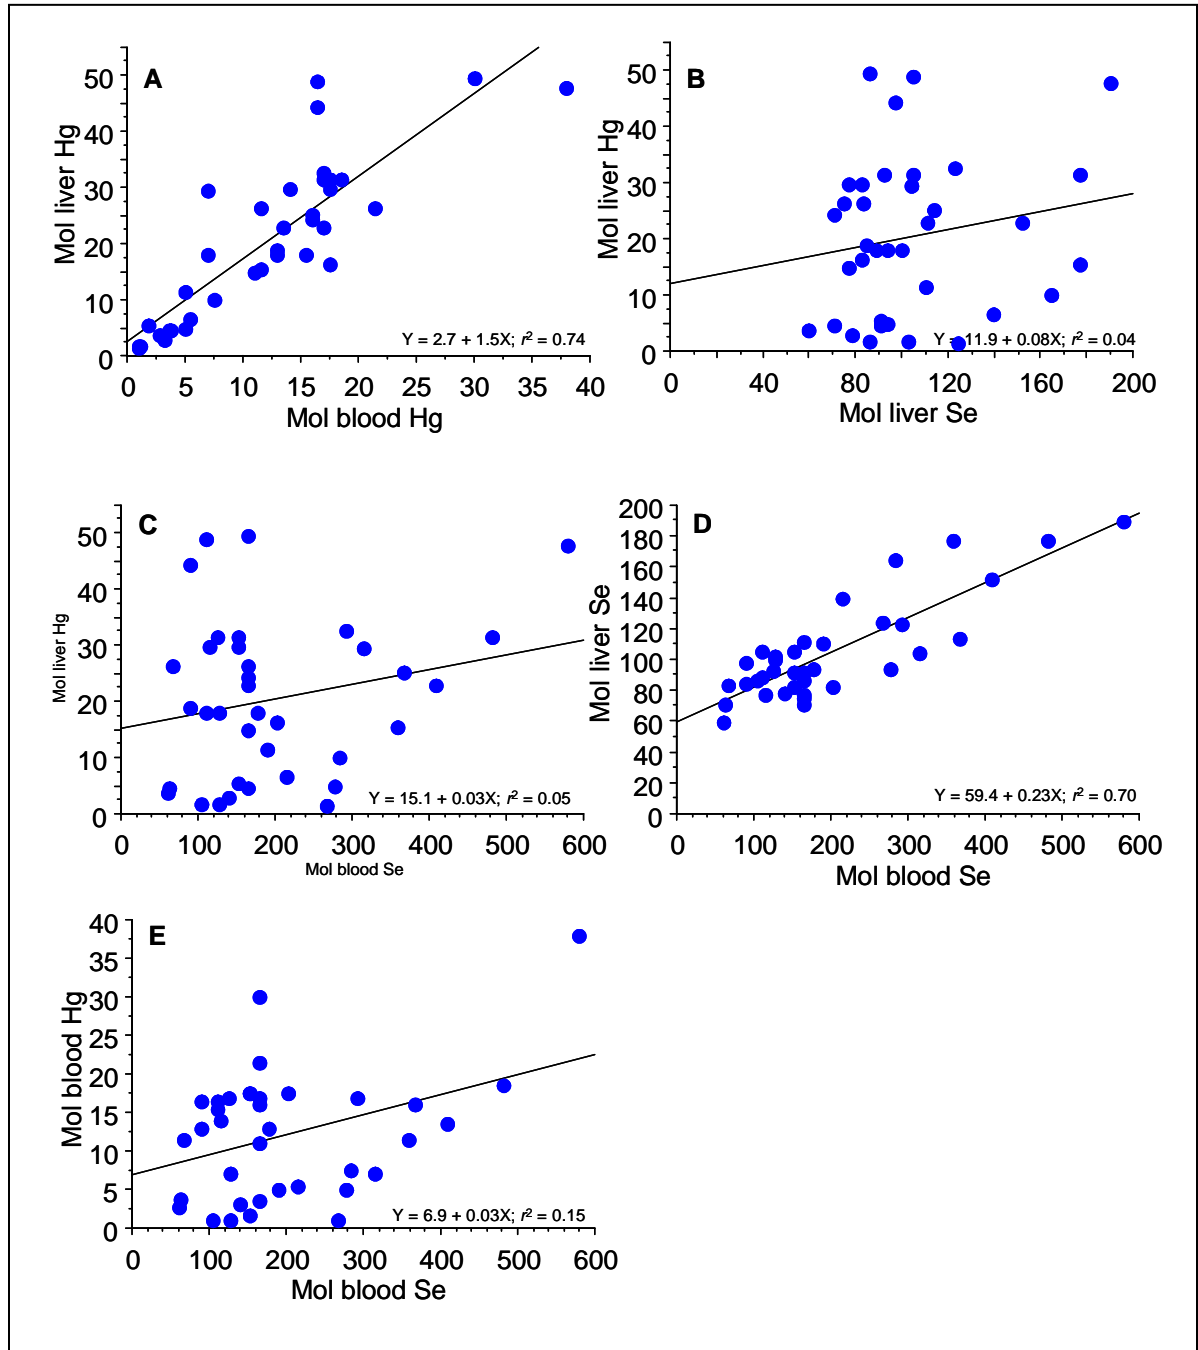 A
Mol liver Hg
50
40
30
20
10
0
Y = 2.7 + 1.5X; r² = 0.74
0 5 10 15 20 25 30 35 40
Mol blood Hg
B
Mol liver Hg
50
40
30
20
10
0
Y = 11.9 + 0.08X; r² = 0.04
0 40 80 120 160 200
Mol liver Se
C
Mol liver Hg
50
40
30
20
10
0
Y = 15.1 + 0.03X; r² = 0.05
0 100 200 300 400 500 600
Mol blood Se
D
Mol liver Se
200
180
160
140
120
100
80
60
40
20
0
Y = 59.4 + 0.23X; r² = 0.70
0 100 200 300 400 500 600
Mol blood Se
E
Mol blood Hg
40
35
30
25
20
15
10
5
0
Y = 6.9 + 0.03X; r² = 0.15
0 100 200 300 400 500 600
Mol blood Se